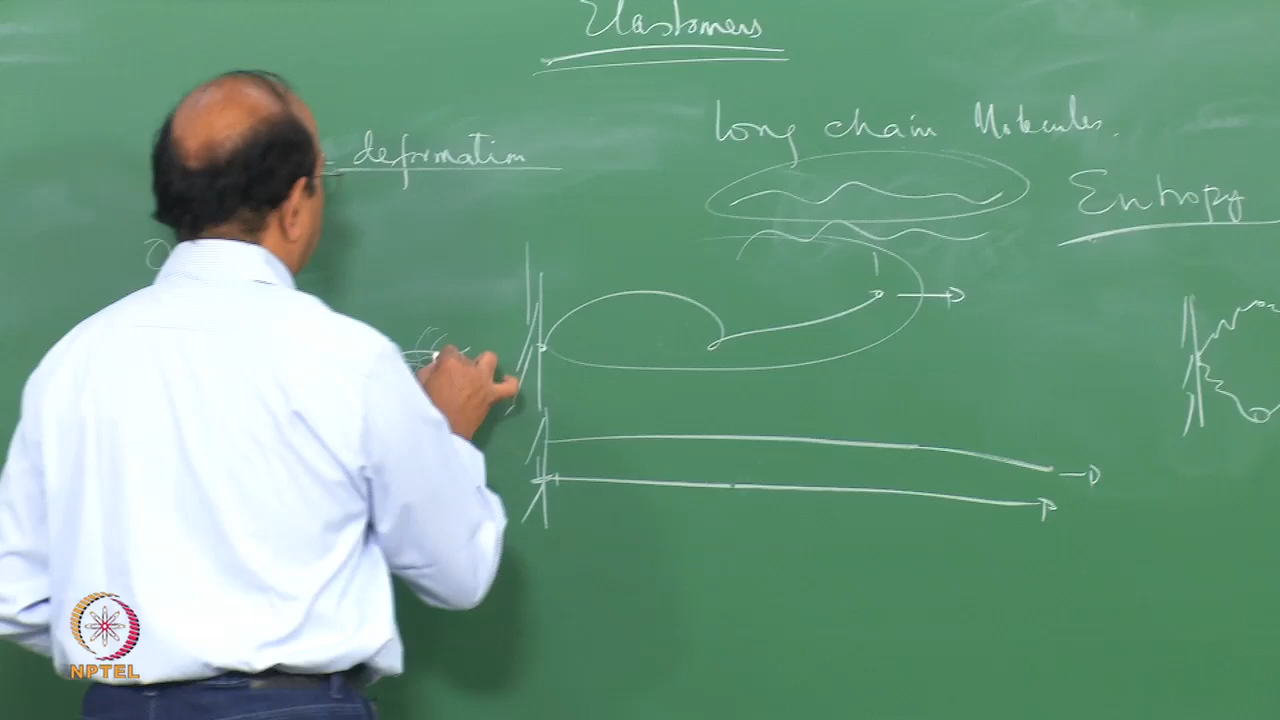 Elastomers
Long chain Molecules.
deformation
Entropy
NPTEL